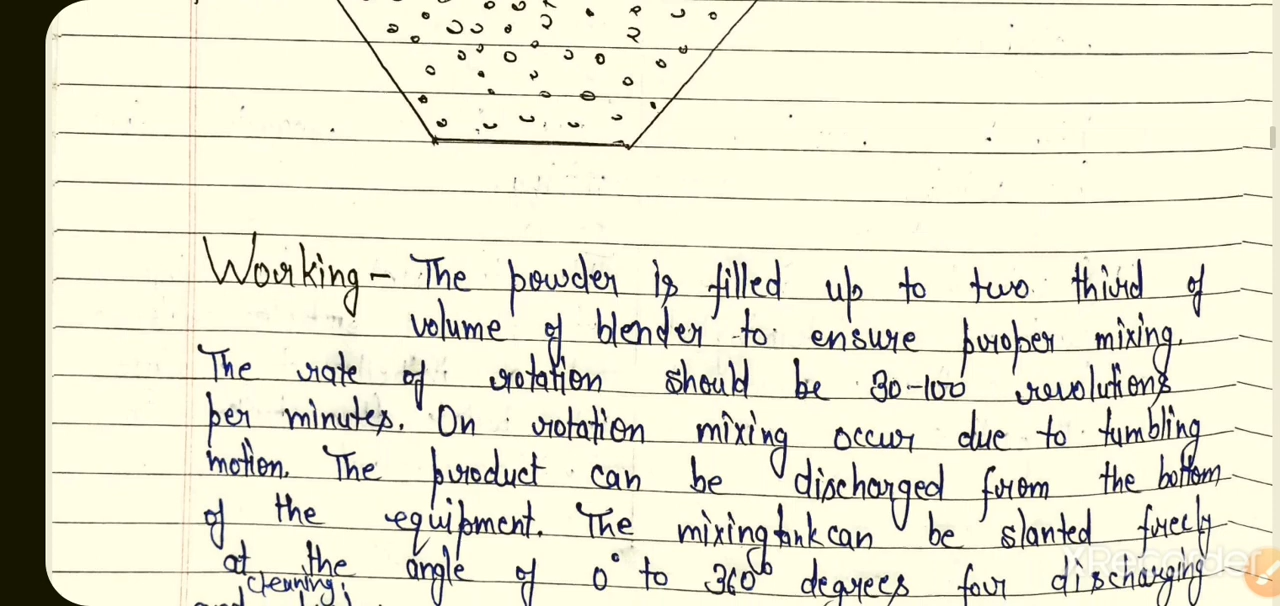 Working - The powder is filled up to two third of
volume of blender to ensure proper mixing.
The rate of rotation should be 30-100 revolutions
per minutes. On rotation mixing occur due to tumbling
motion. The product can be discharged from the bottom
of the equipment. The mixing tank can be slanted freely
at the angle of 0° to 360° degrees for discharging
cleaning.
XRecorder